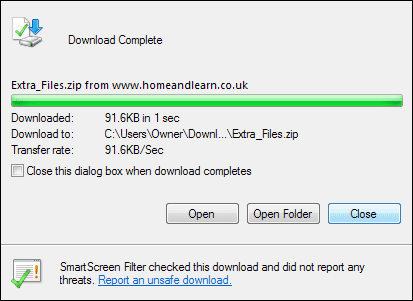 Download Complete
Extra_Files.zip from www.homeandlearn.co.uk
Downloaded: 91.6KB in 1 sec
Download to: C:\Users\Owner\Downl...\Extra_Files.zip
Transfer rate: 91.6KB/Sec
Close this dialog box when download completes
Open Open Folder Close
SmartScreen Filter checked this download and did not report any
threats. Report an unsafe download.